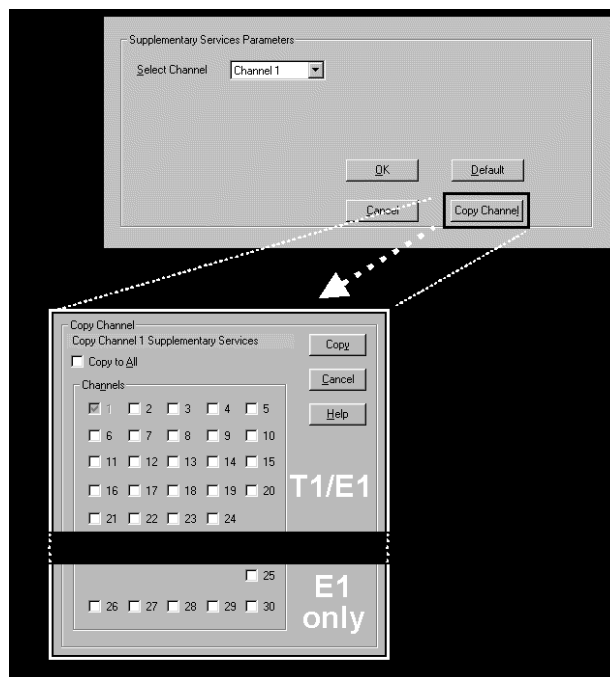 Supplementary Services Parameters
Select Channel Channel 1
OK Default
Cancel Copy Channel
Copy Channel
Copy Channel 1 Supplementary Services
Copy
Copy to All
Cancel
Channels
Help
1 2 3 4 5
6 7 8 9 10
11 12 13 14 15
16 17 18 19 20
T1/E1
21 22 23 24
25
E1
only
26 27 28 29 30